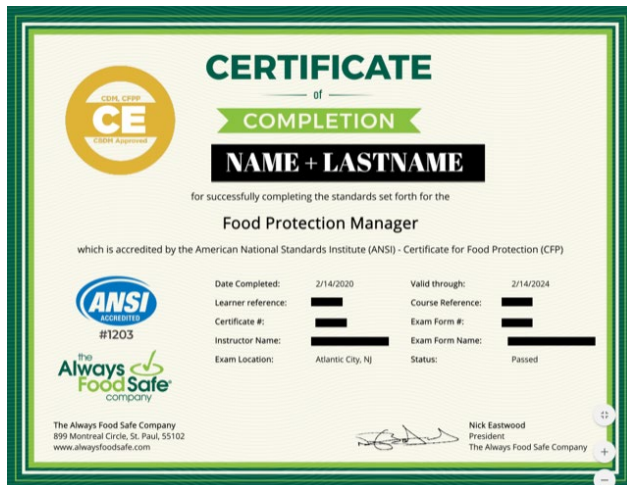 CERTIFICATE
of
COMPLETION
CDM, CFPP
CE
CBDM Approved
NAME + LASTNAME
for successfully completing the standards set forth for the
Food Protection Manager
which is accredited by the American National Standards Institute (ANSI) - Certificate for Food Protection (CFP)
Date Completed: 2/14/2020 Valid through: 2/14/2024
Learner reference: Course Reference:
Certificate #: Exam Form #:
Instructor Name: Exam Form Name:
Exam Location: Atlantic City, NJ Status: Passed
ANSI
ACCREDITED
#1203
the
Always
Food Safe
company
The Always Food Safe Company
899 Montreal Circle, St. Paul, 55102
www.alwaysfoodsafe.com
Nick Eastwood
President
The Always Food Safe Company